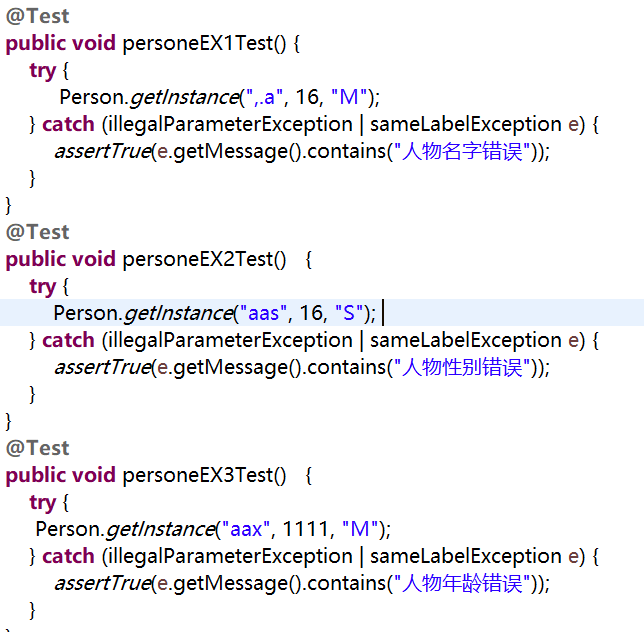 @Test
public void personeEX1Test() {
try {
Person.getInstance(",.a", 16, "M");
} catch (illegalParameterException | sameLabelException e) {
assertTrue(e.getMessage().contains("人物名字错误"));
}
}
@Test
public void personeEX2Test() {
try {
Person.getInstance("aas", 16, "S");
} catch (illegalParameterException | sameLabelException e) {
assertTrue(e.getMessage().contains("人物性别错误"));
}
}
@Test
public void personeEX3Test() {
try {
Person.getInstance("aax", 1111, "M");
} catch (illegalParameterException | sameLabelException e) {
assertTrue(e.getMessage().contains("人物年龄错误"));
}
}